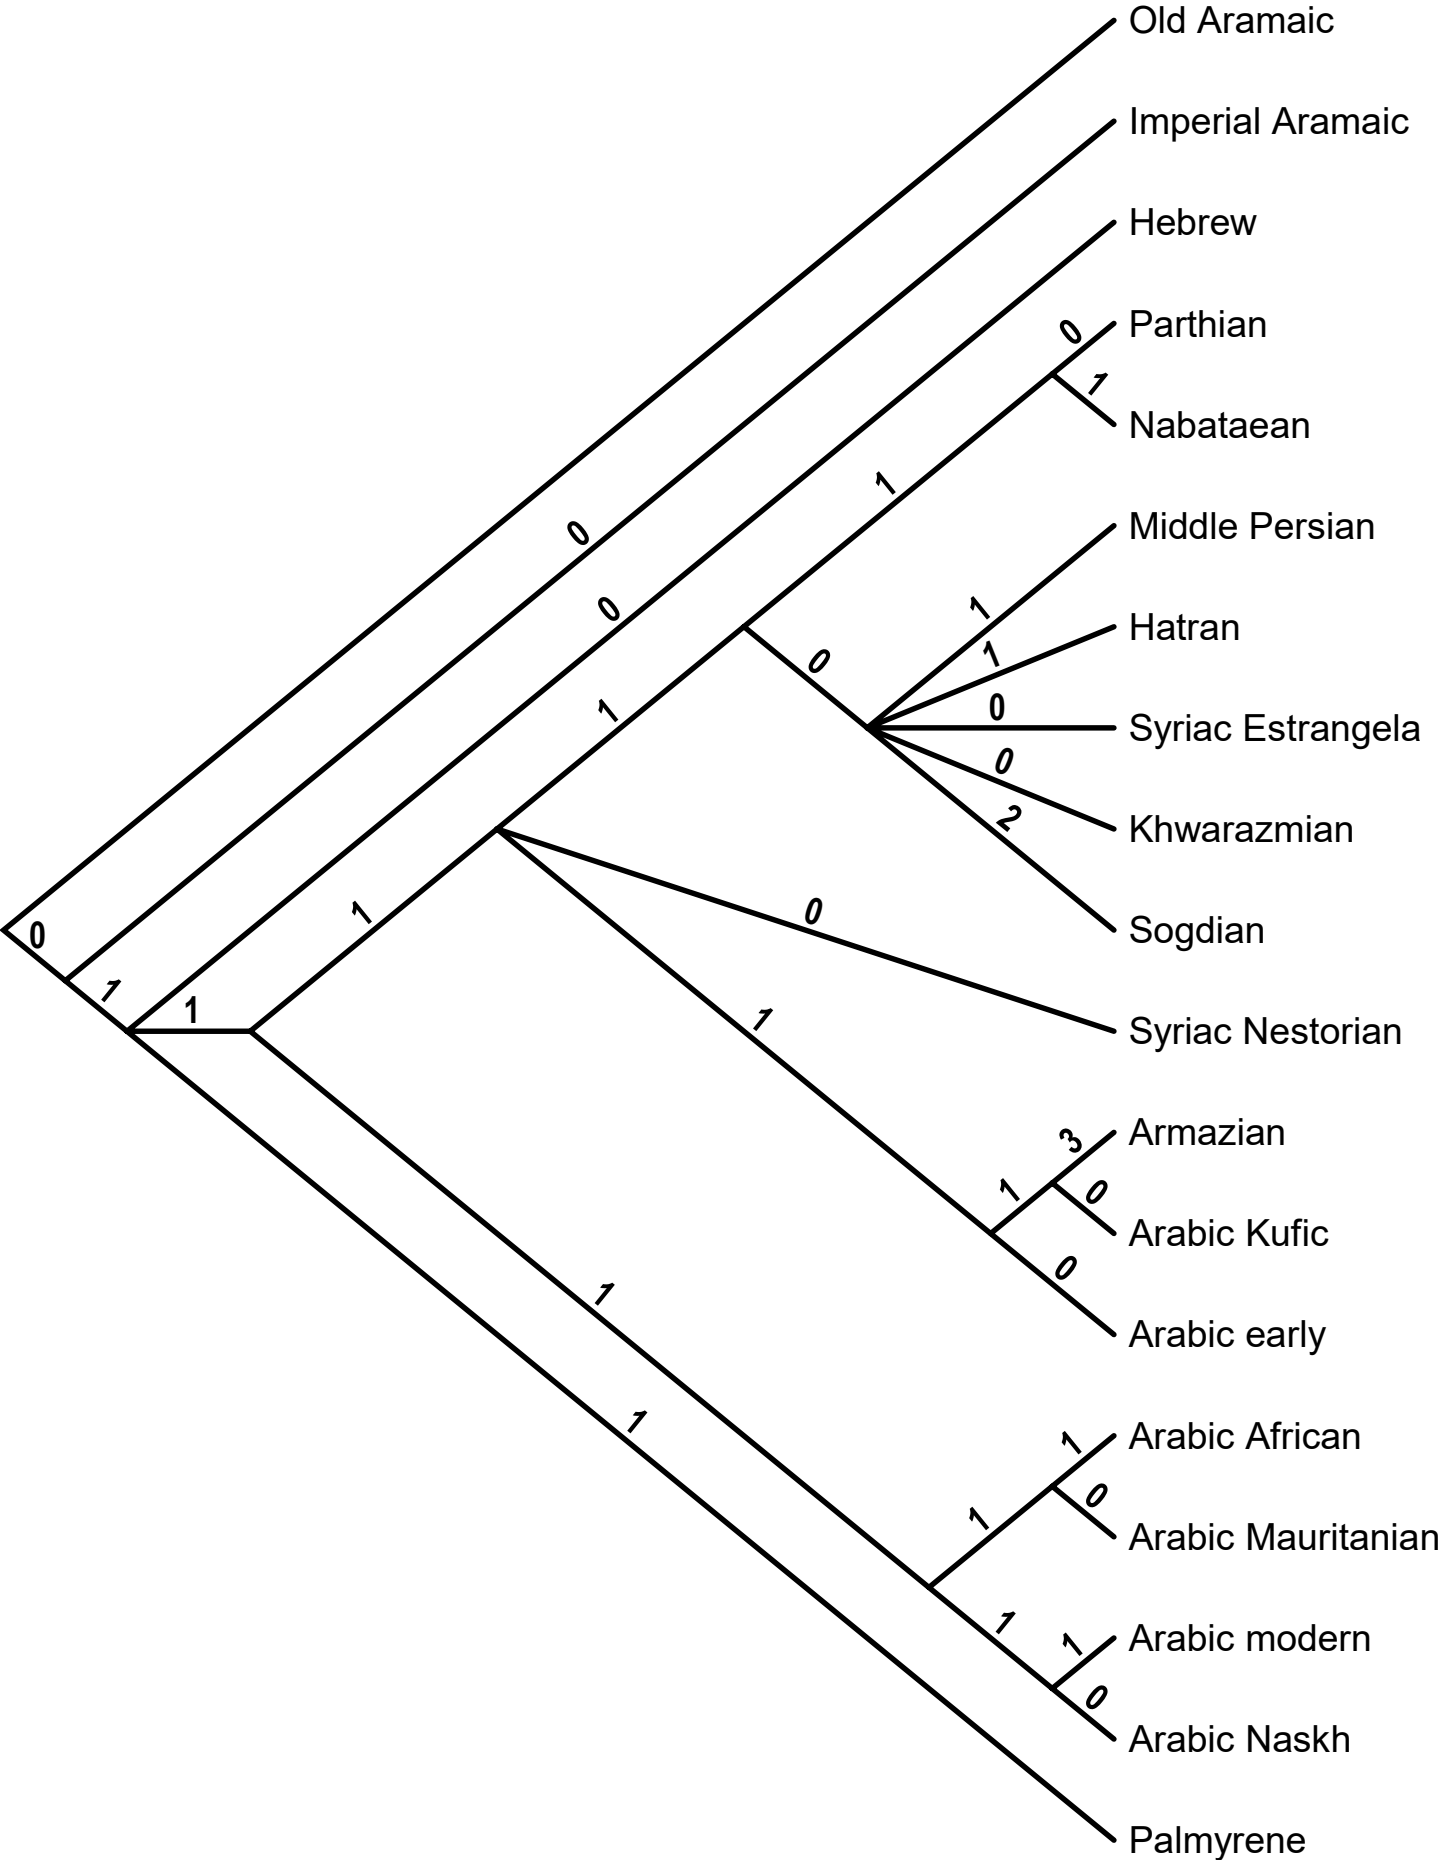 Old Aramaic
Imperial Aramaic
Hebrew
0 Parthian
1
Nabataean
1
0
Middle Persian
1
0
Hatran
1
0
1
0
Syriac Estrangela
0
Khwarazmian
2
1
0
0
Sogdian
1
1
1
Syriac Nestorian
3 Armazian
1
0
Arabic Kufic
0
1
Arabic early
1
1 Arabic African
0
1
Arabic Mauritanian
1
1 Arabic modern
0
Arabic Naskh
Palmyrene